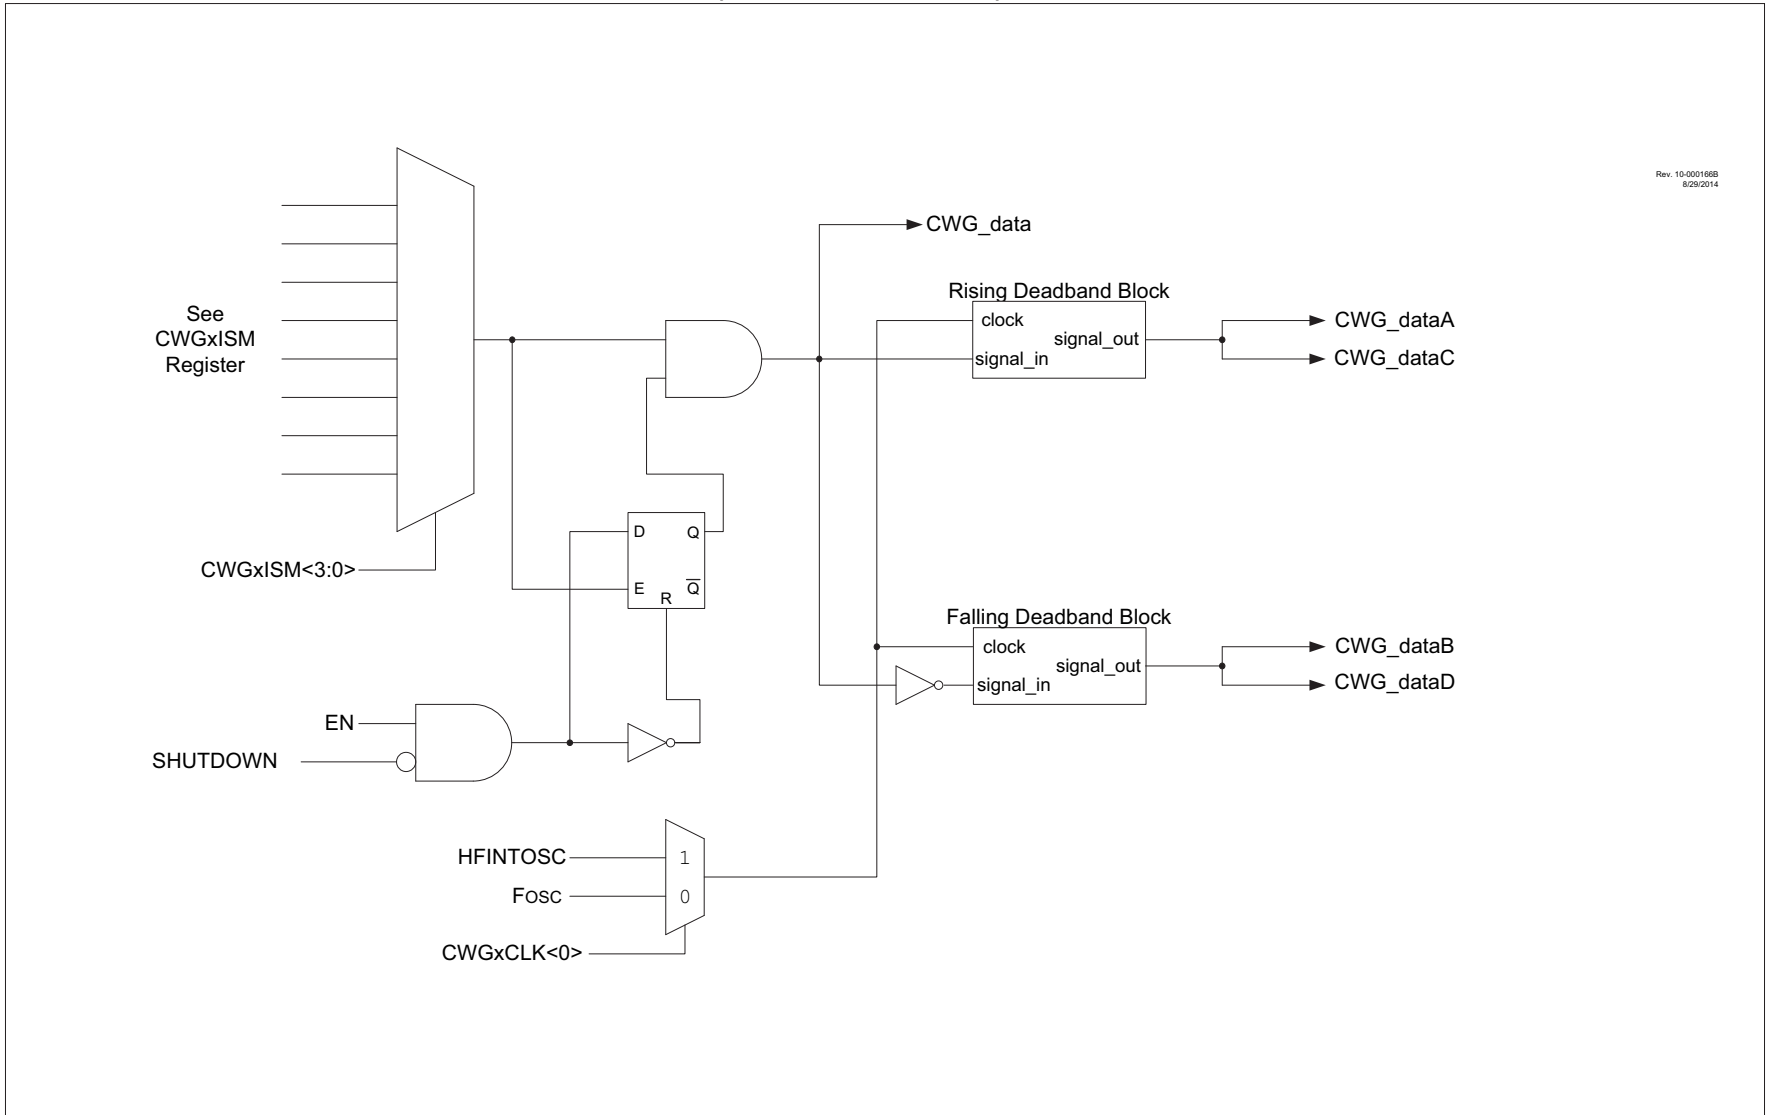 Rev. 10-000166B
8/29/2014
CWG_data
Rising Deadband Block
clock
signal_in
signal_out
CWG_dataA
CWG_dataC
See
CWGxISM
Register
CWGxISM<3:0>
D
Q
E
R
Q̅
Falling Deadband Block
clock
signal_in
signal_out
CWG_dataB
CWG_dataD
EN
SHUTDOWN
HFINTOSC
1
FOSC
0
CWGxCLK<0>